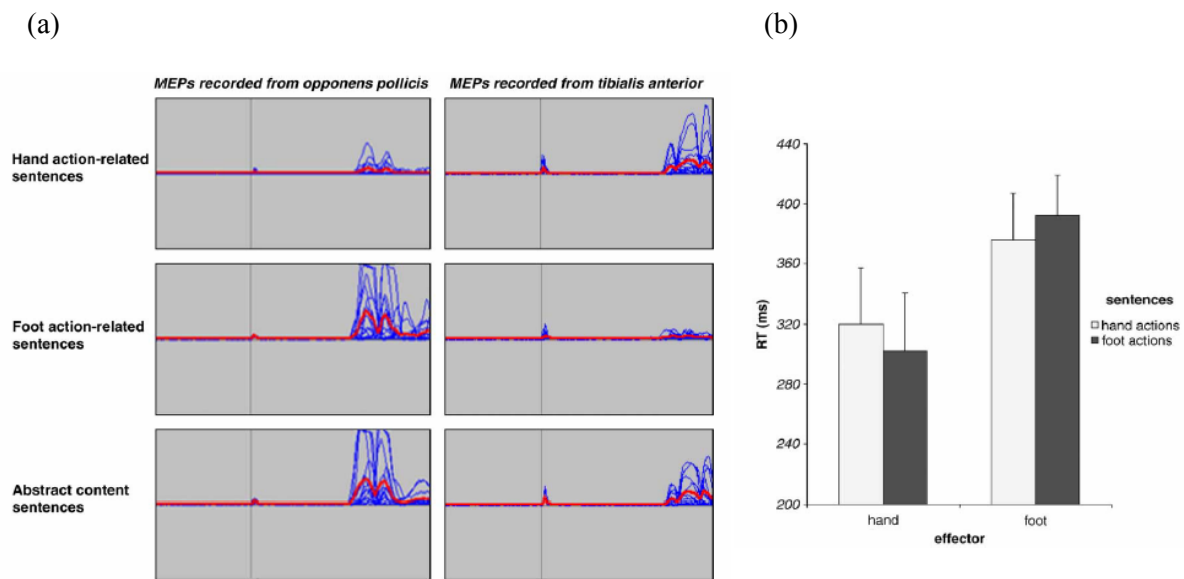 (a)
(b)
MEPs recorded from opponens pollicis
MEPs recorded from tibialis anterior
Hand action-related
sentences
Foot action-related
sentences
Abstract content
sentences
440
400
360
320
280
240
200
RT (ms)
hand
foot
effector
sentences
hand actions
foot actions